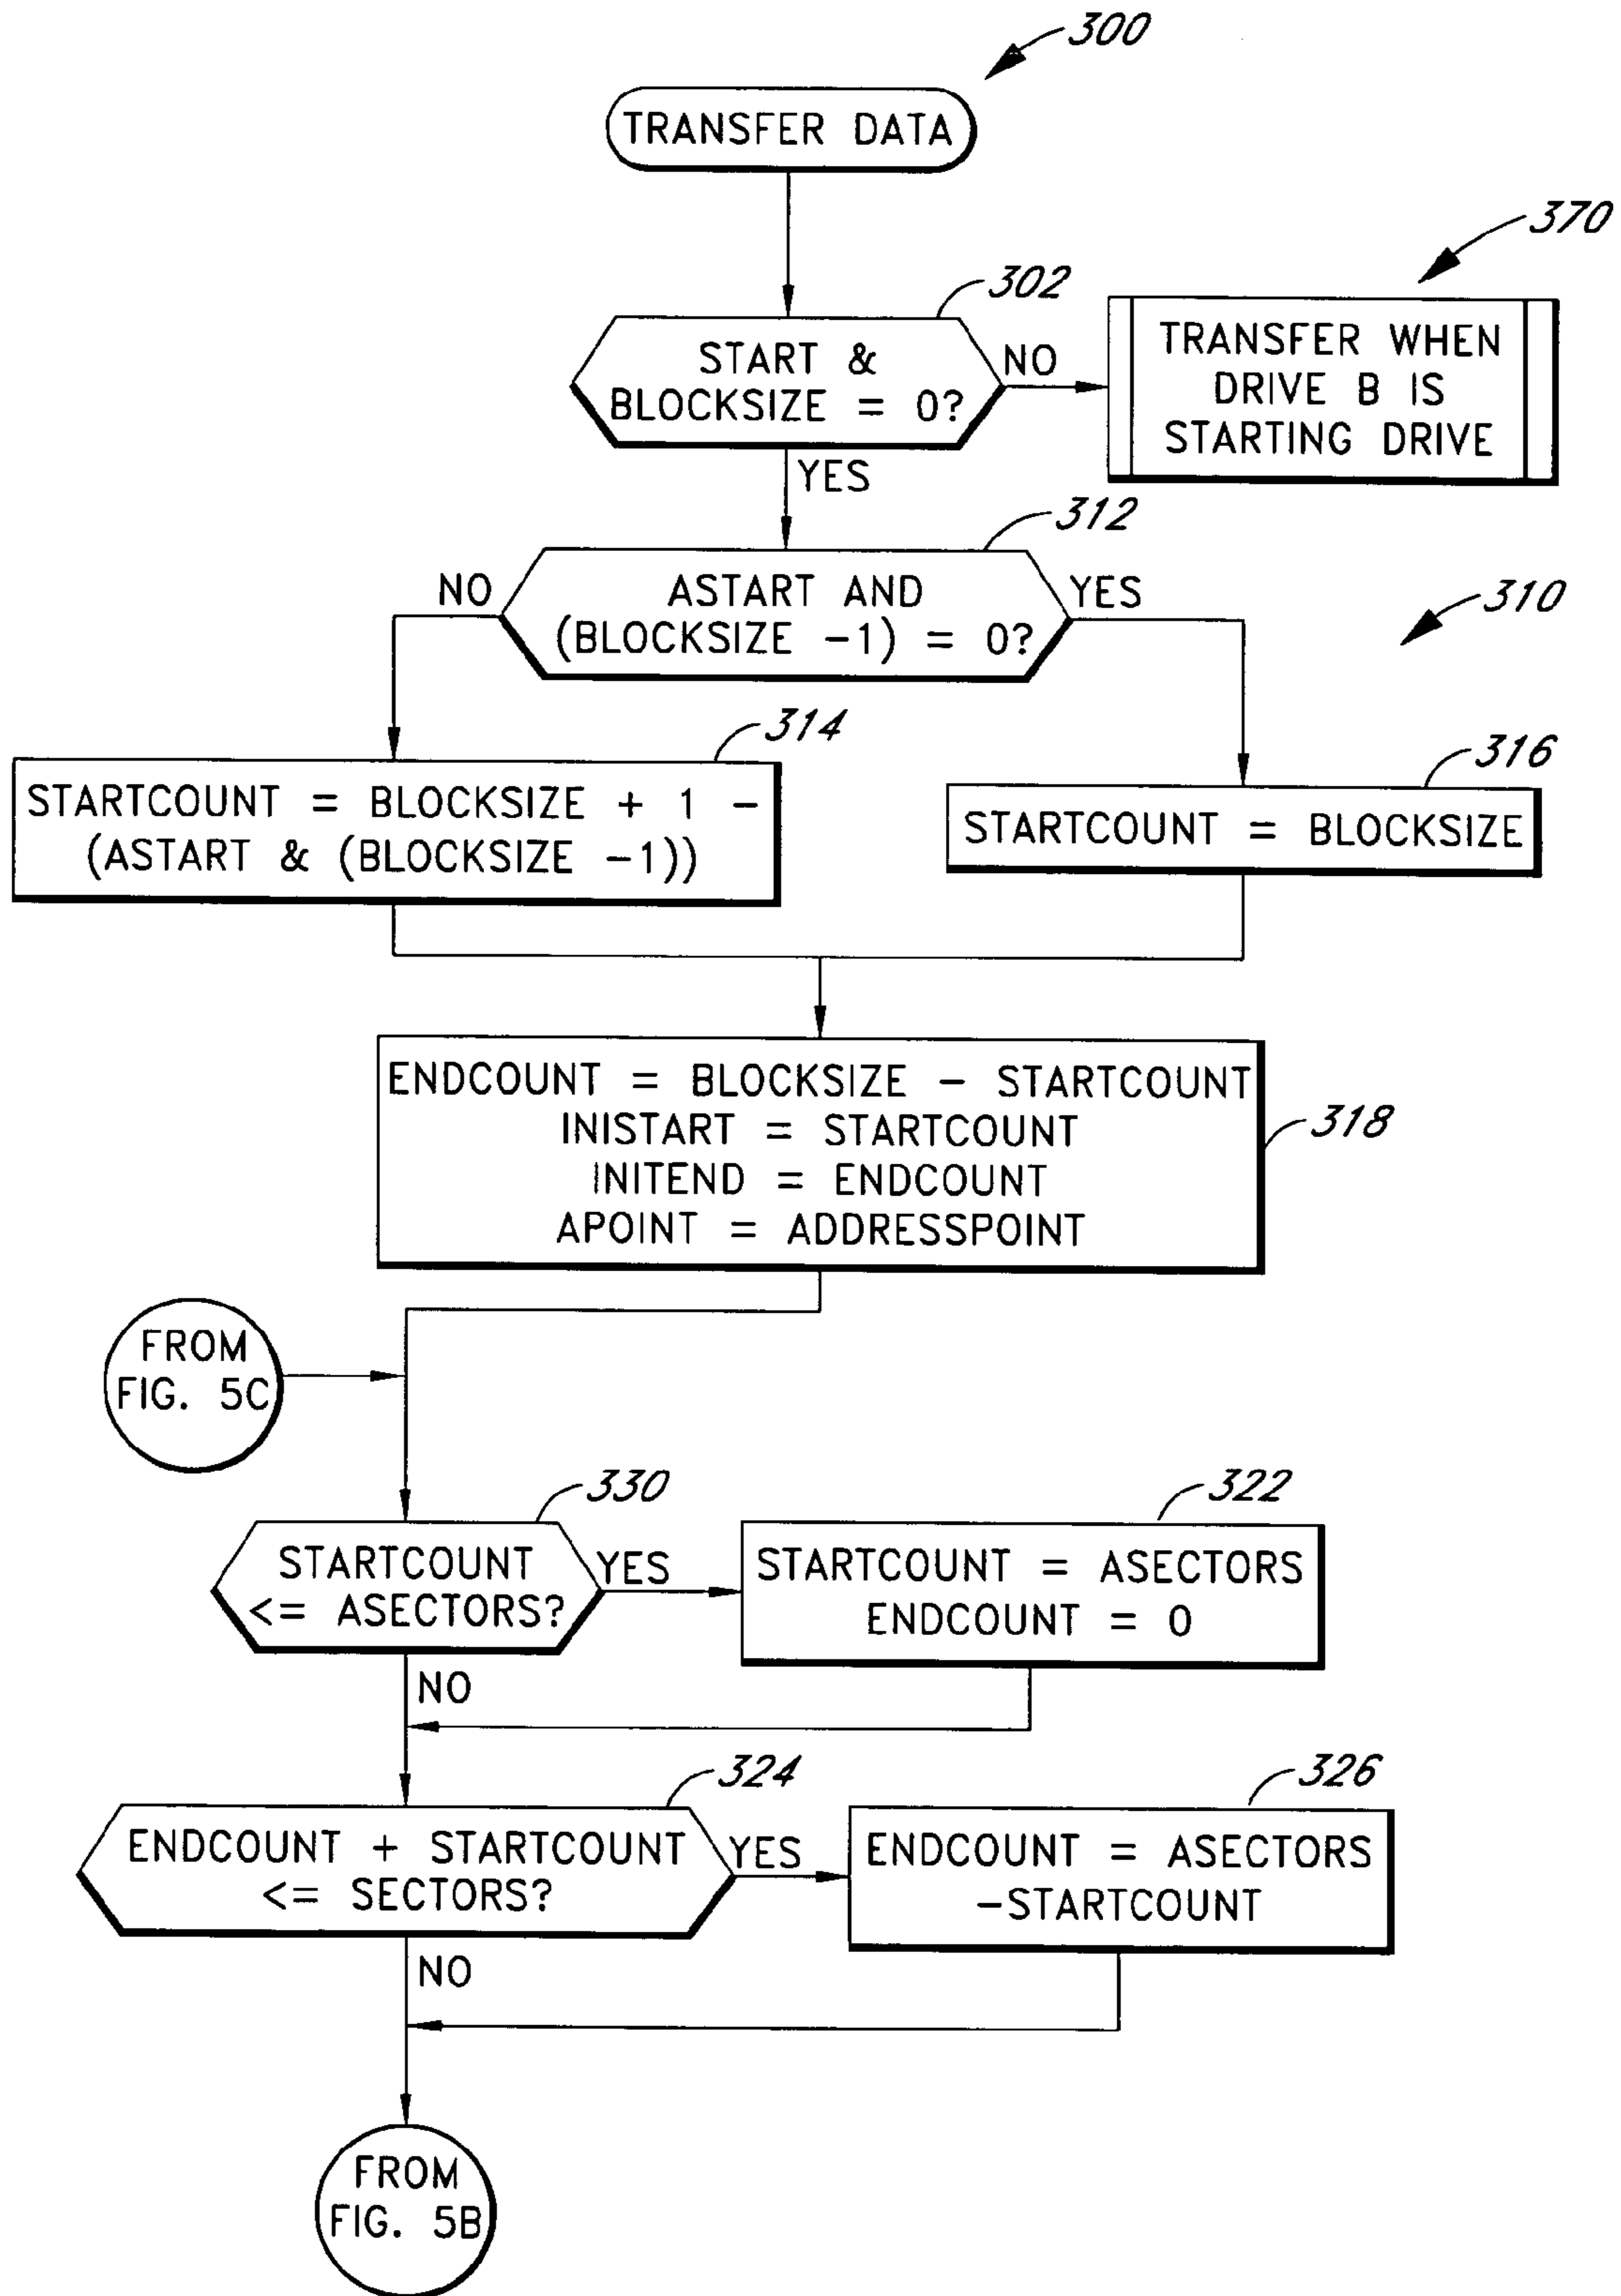 300
TRANSFER DATA
370
302
START &
BLOCKSIZE = 0?
NO
TRANSFER WHEN
DRIVE B IS
STARTING DRIVE
YES
312
NO
ASTART AND
(BLOCKSIZE -1) = 0?
YES
310
314
STARTCOUNT = BLOCKSIZE + 1 -
(ASTART & (BLOCKSIZE -1))
316
STARTCOUNT = BLOCKSIZE
ENDCOUNT = BLOCKSIZE - STARTCOUNT
INISTART = STARTCOUNT
INITEND = ENDCOUNT
APOINT = ADDRESSPOINT
318
FROM
FIG. 5C
330
STARTCOUNT
<= ASECTORS?
YES
322
STARTCOUNT = ASECTORS
ENDCOUNT = 0
NO
324
ENDCOUNT + STARTCOUNT
<= SECTORS?
YES
326
ENDCOUNT = ASECTORS
-STARTCOUNT
NO
FROM
FIG. 5B